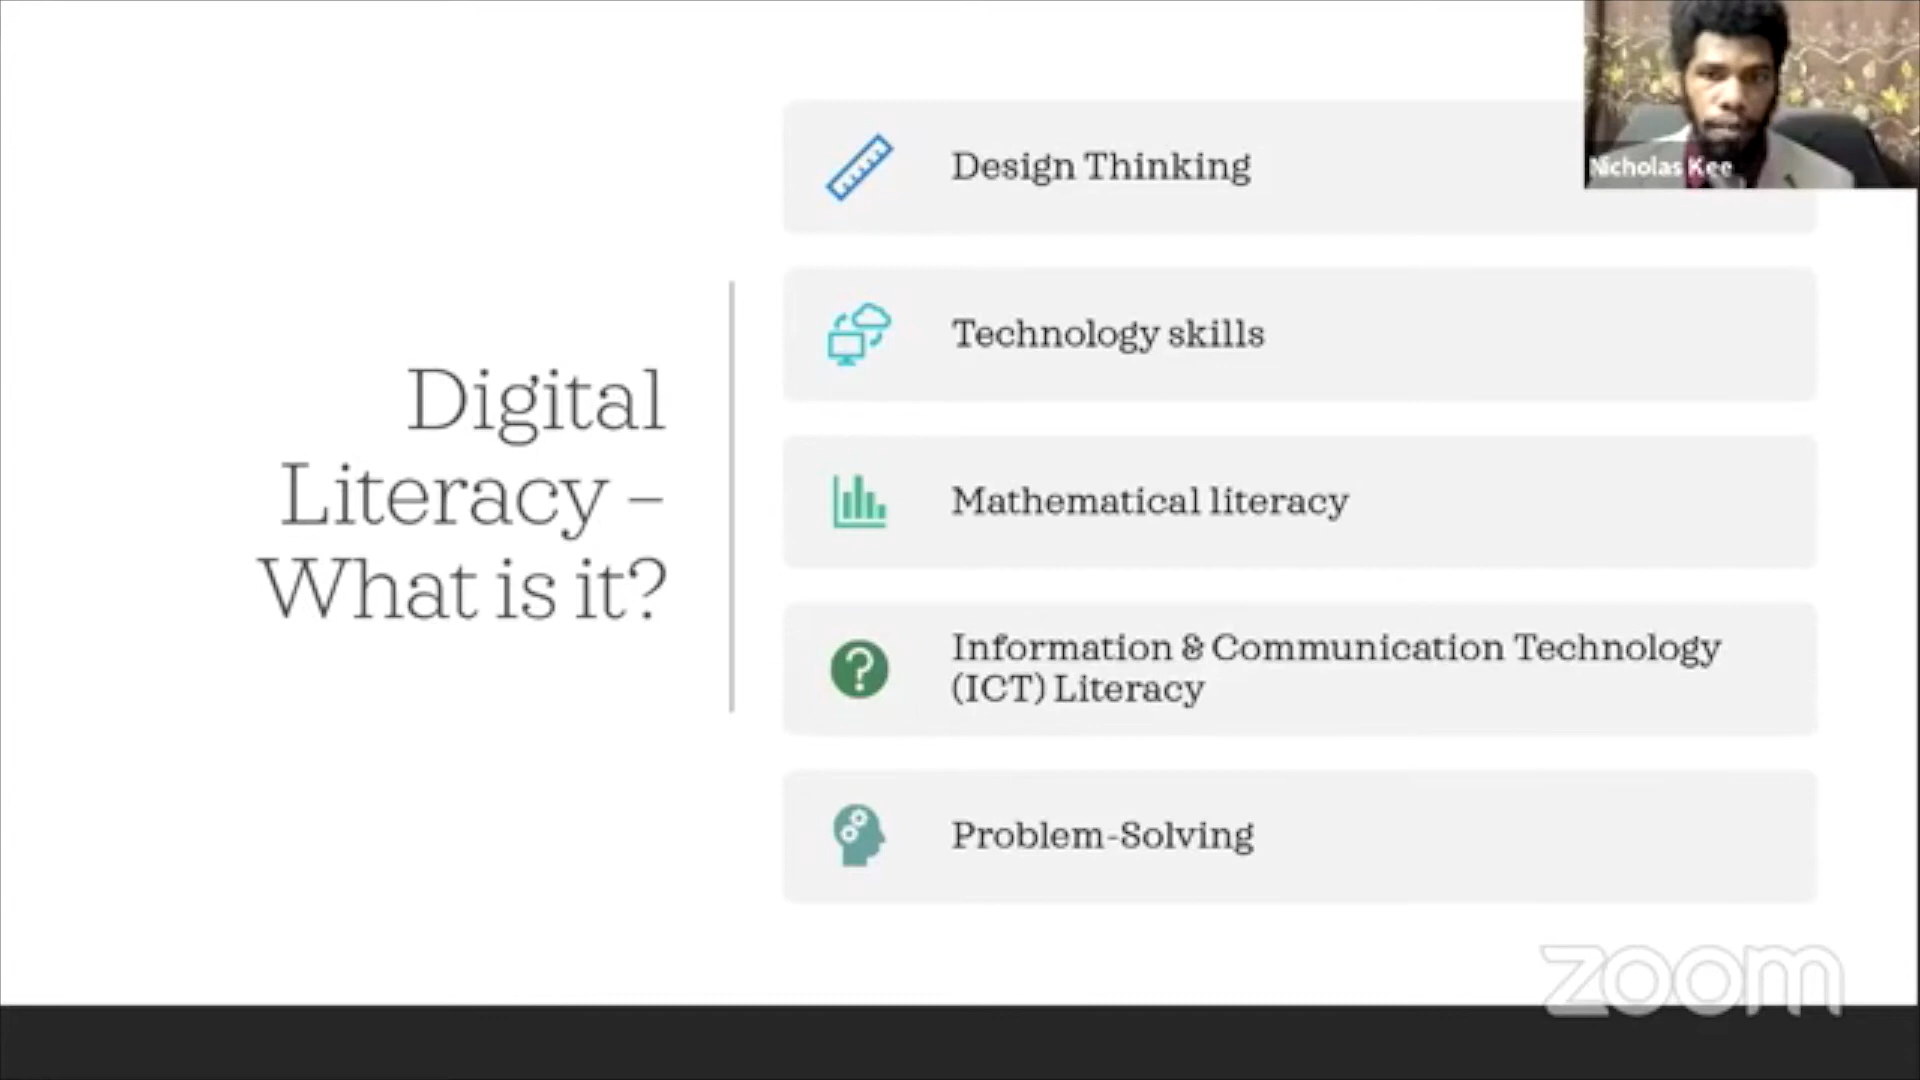 Digital
Literacy –
What is it?
Design Thinking
Technology skills
Mathematical literacy
Information & Communication Technology
(ICT) Literacy
Problem-Solving
Nicholas Kee
zoom